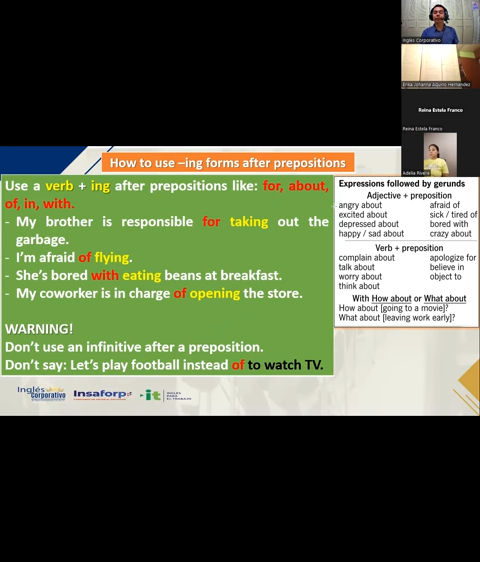 Inglés Corporativo
Erika Johanna Aquino Hernandez
Reina Estela Franco
Reina Estela Franco
Adela Rivera
How to use –ing forms after prepositions
Use a verb + ing after prepositions like: for, about,
of, in, with.
- My brother is responsible for taking out the
garbage.
- I'm afraid of flying.
- She's bored with eating beans at breakfast.
- My coworker is in charge of opening the store.
WARNING!
Don't use an infinitive after a preposition.
Don't say: Let's play football instead of to watch TV.
Expressions followed by gerunds
Adjective + preposition
angry about afraid of
excited about sick / tired of
depressed about bored with
happy / sad about crazy about
Verb + preposition
complain about apologize for
talk about believe in
worry about object to
think about
With How about or What about
How about [going to a movie]?
What about [leaving work early]?
Inglés
corporativo
Insaforp
it
INGLÉS
PARA
EL TRABAJO